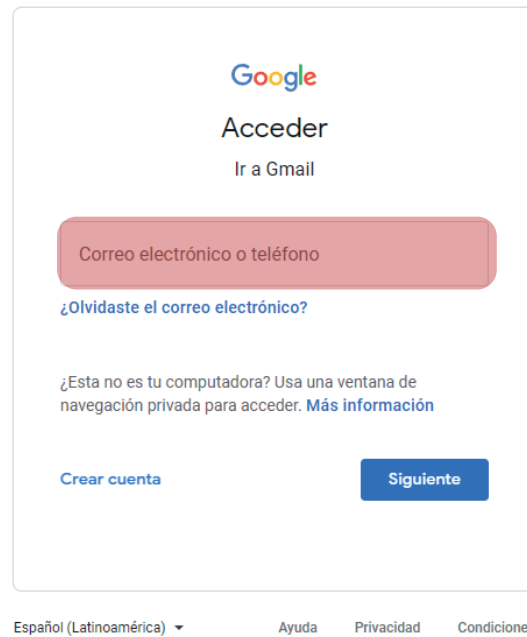 Google
Acceder
Ir a Gmail
Correo electrónico o teléfono
¿Olvidaste el correo electrónico?
¿Esta no es tu computadora? Usa una ventana de
navegación privada para acceder. Más información
Crear cuenta Siguiente
Español (Latinoamérica) Ayuda Privacidad Condicione